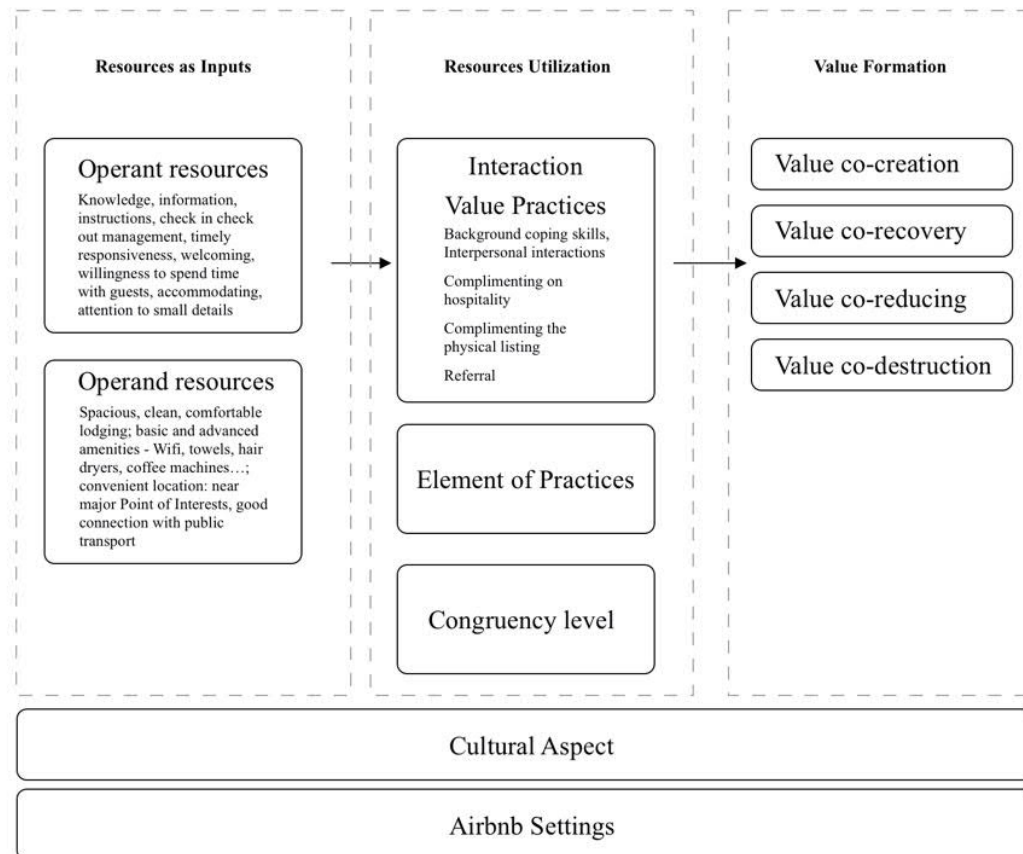 Resources as Inputs
Operant resources
Knowledge, information,
instructions, check in check
out management, timely
responsiveness, welcoming,
willingness to spend time
with guests, accommodating,
attention to small details
Operand resources
Spacious, clean, comfortable
lodging; basic and advanced
amenities - Wifi, towels, hair
dryers, coffee machines…;
convenient location: near
major Point of Interests, good
connection with public
transport
Resources Utilization
Interaction
Value Practices
Background coping skills,
Interpersonal interactions
Complimenting on
hospitality
Complimenting the
physical listing
Referral
Element of Practices
Congruency level
Value Formation
Value co-creation
Value co-recovery
Value co-reducing
Value co-destruction
Cultural Aspect
Airbnb Settings